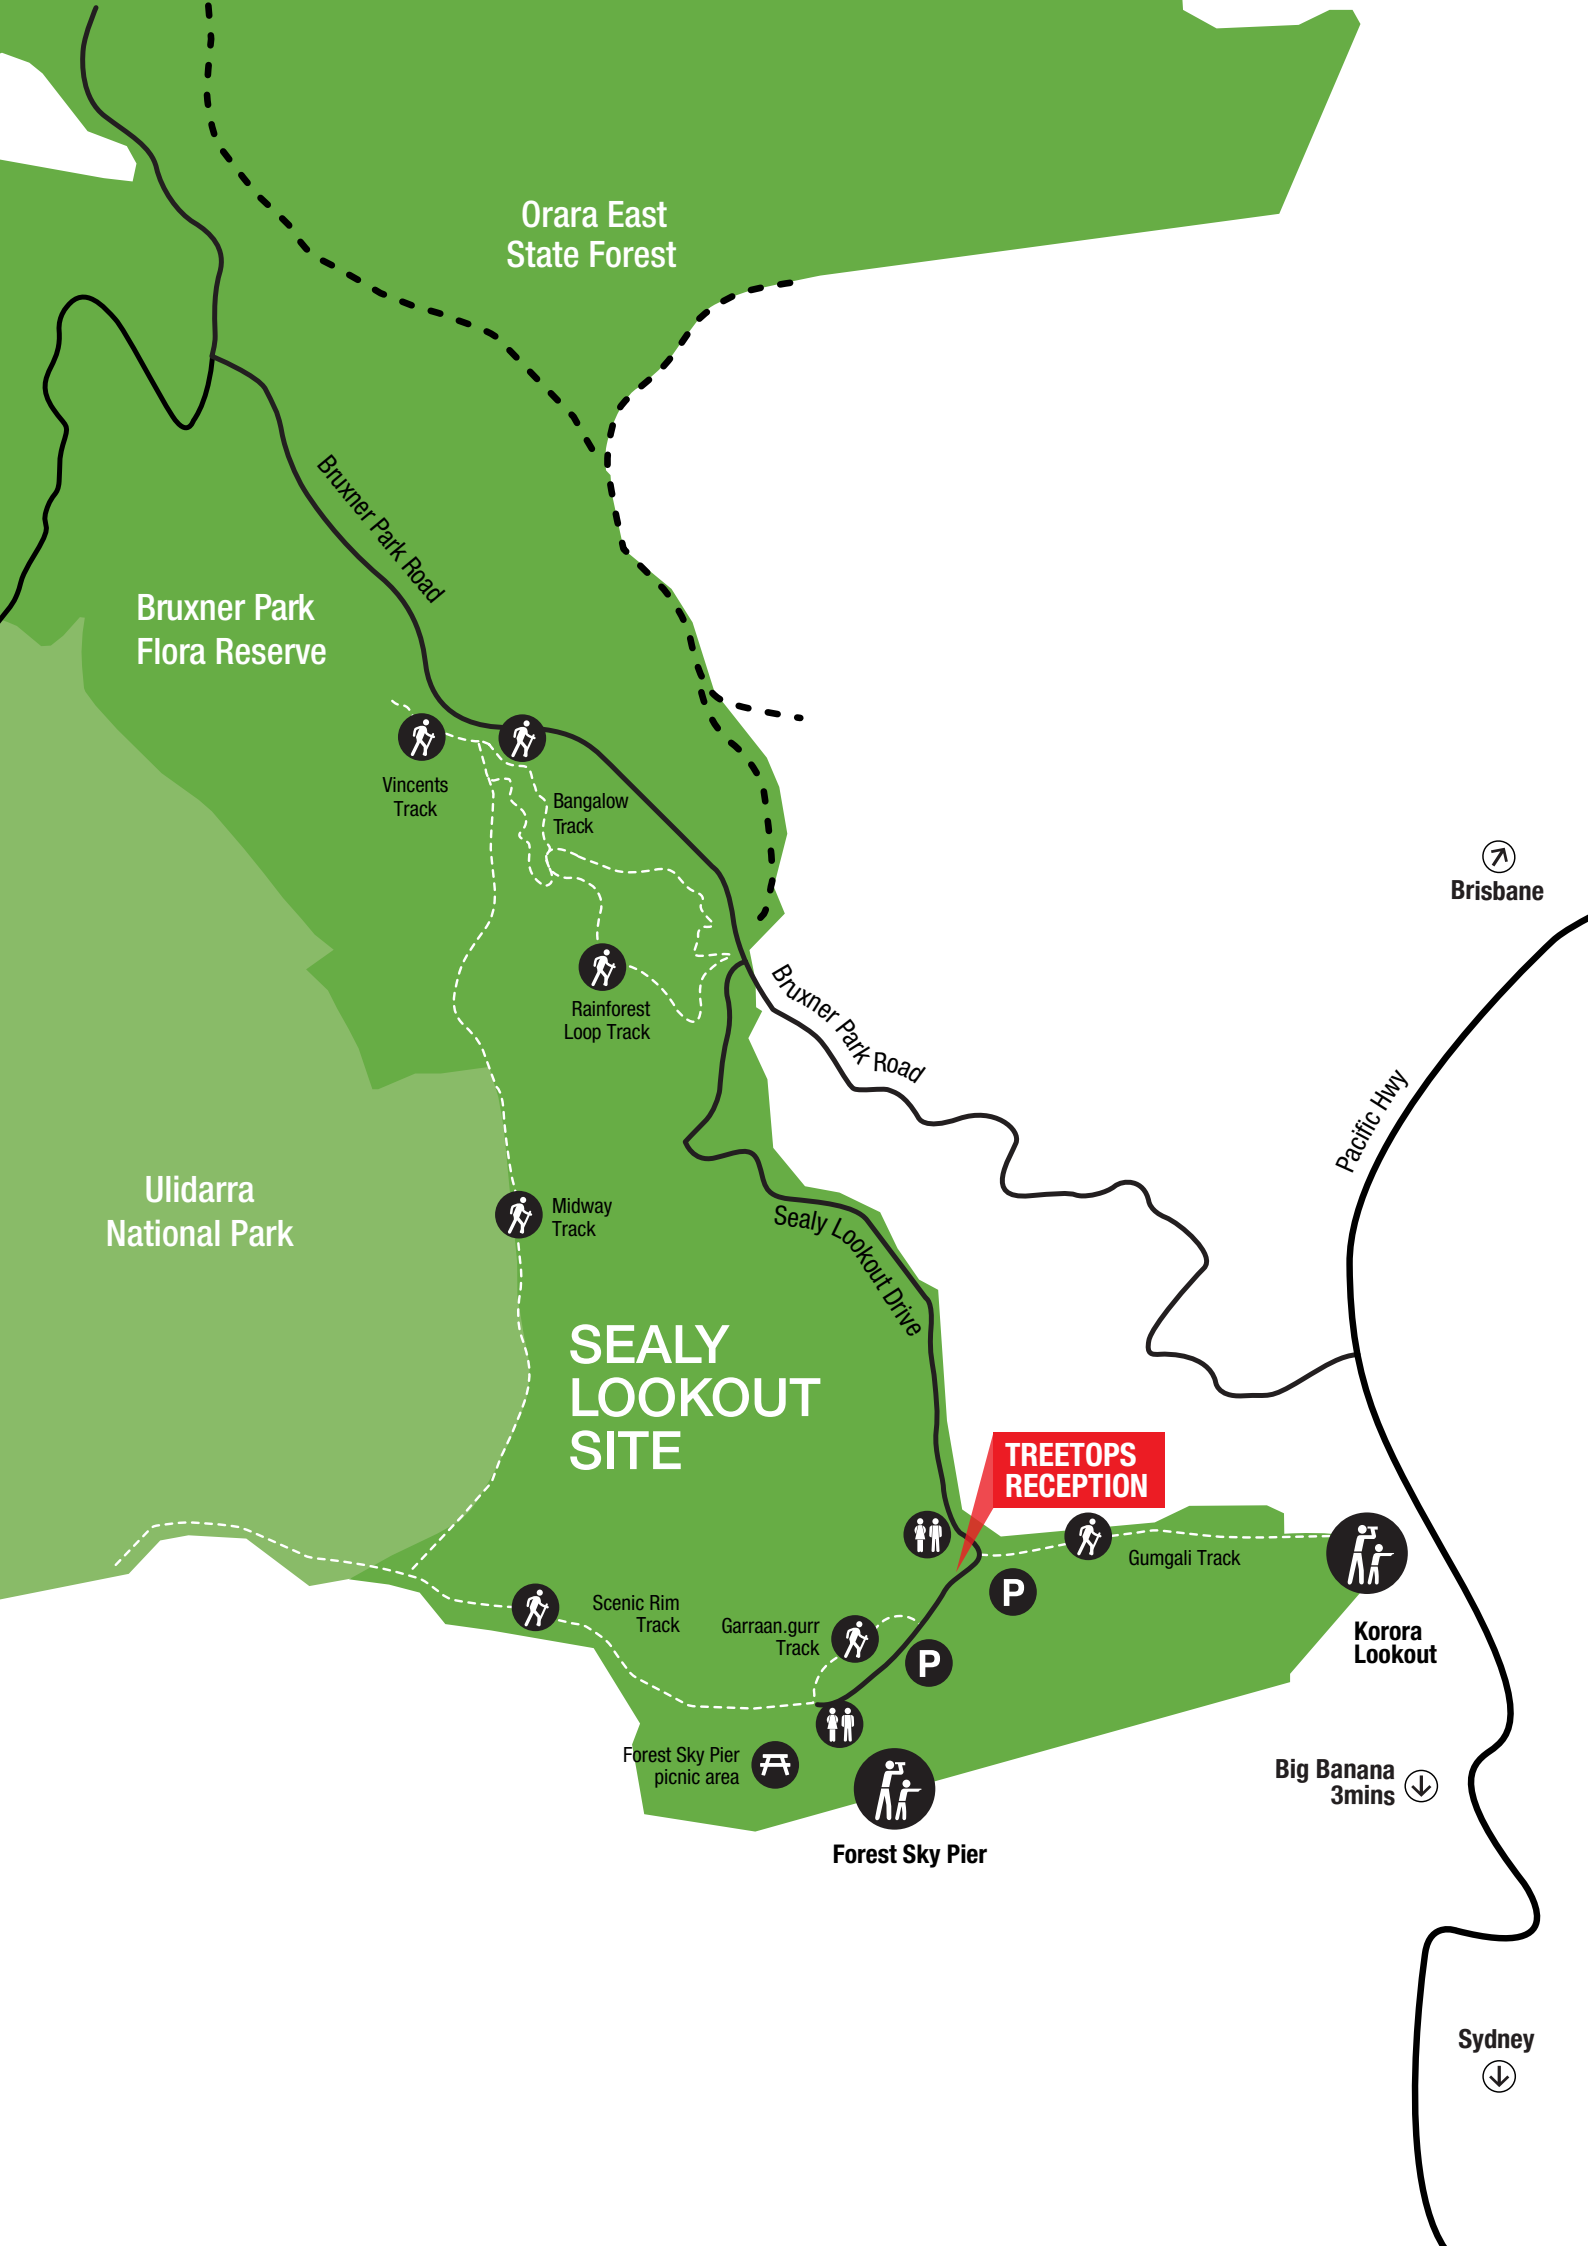 Orara East
State Forest
Bruxner Park Road
Bruxner Park
Flora Reserve
Vincents
Track
Bangalow
Track
Brisbane
Rainforest
Loop Track
Bruxner Park Road
Pacific Hwy
Ulidarra
National Park
Midway
Track
Sealy Lookout Drive
SEALY
LOOKOUT
SITE
TREETOPS
RECEPTION
Gumgali Track
P
Scenic Rim
Track
Garraan.gurr
Track
P
Korora
Lookout
Forest Sky Pier
picnic area
Big Banana
3mins
Forest Sky Pier
Sydney